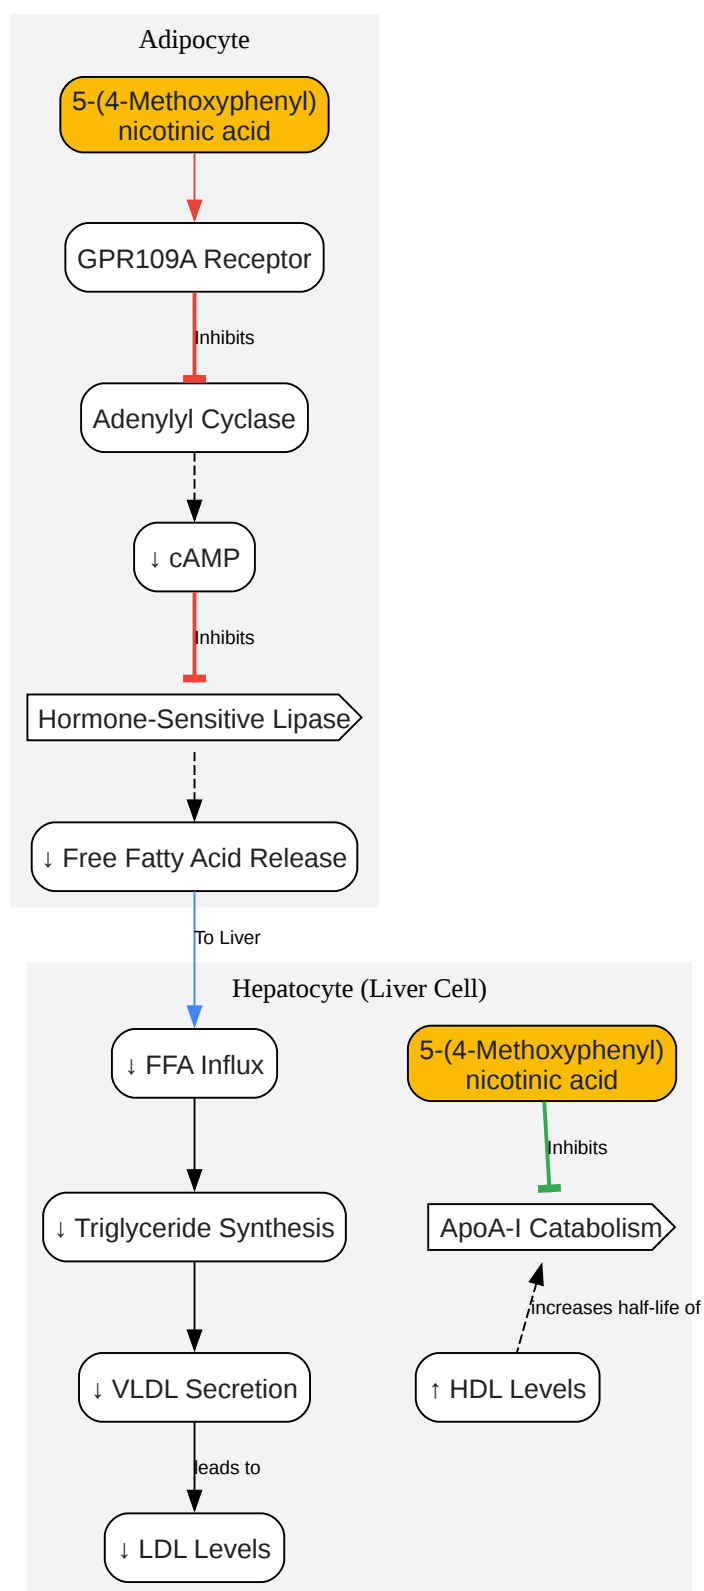 Adipocyte
5-(4-Methoxyphenyl)
nicotinic acid
GPR109A Receptor
Inhibits
Adenylyl Cyclase
↓ cAMP
Inhibits
Hormone-Sensitive Lipase
↓ Free Fatty Acid Release
To Liver
Hepatocyte (Liver Cell)
↓ FFA Influx
↓ Triglyceride Synthesis
↓ VLDL Secretion
leads to
↓ LDL Levels
5-(4-Methoxyphenyl)
nicotinic acid
Inhibits
ApoA-I Catabolism
increases half-life of
↑ HDL Levels